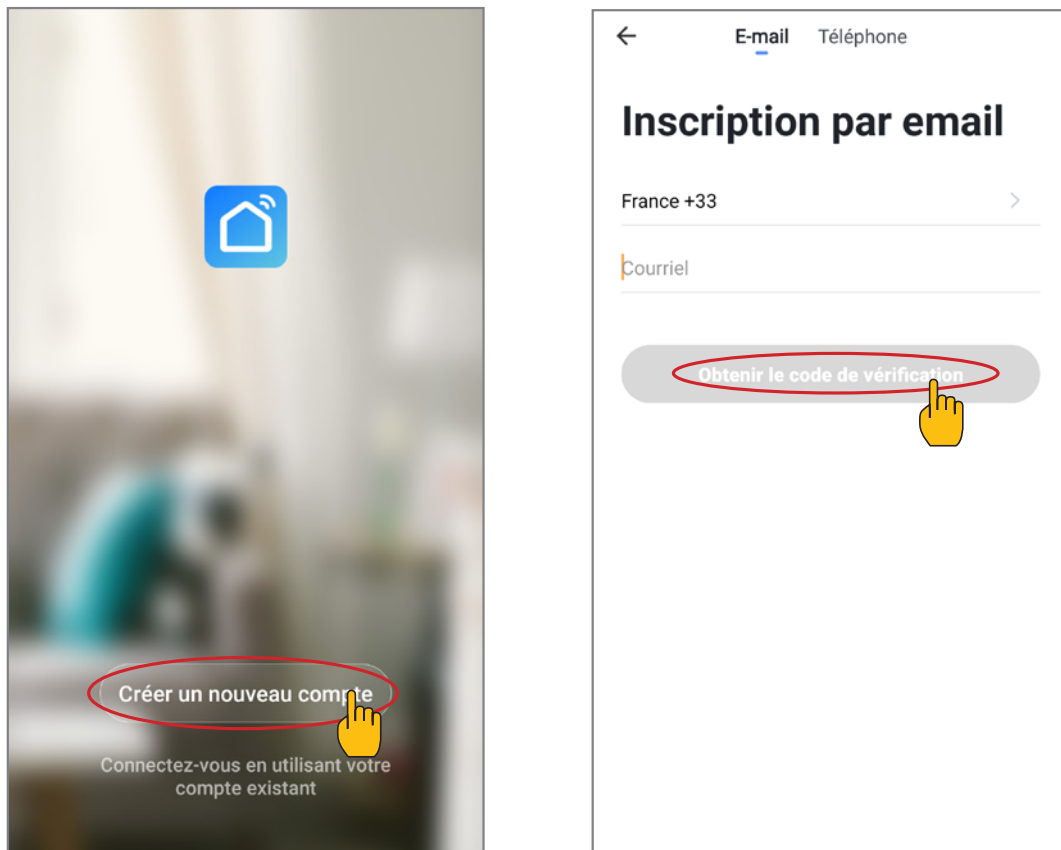 Créer un nouveau compte
Connectez-vous en utilisant votre
compte existant
E-mail Téléphone
Inscription par email
France +33
Courriel
Obtenir le code de vérification